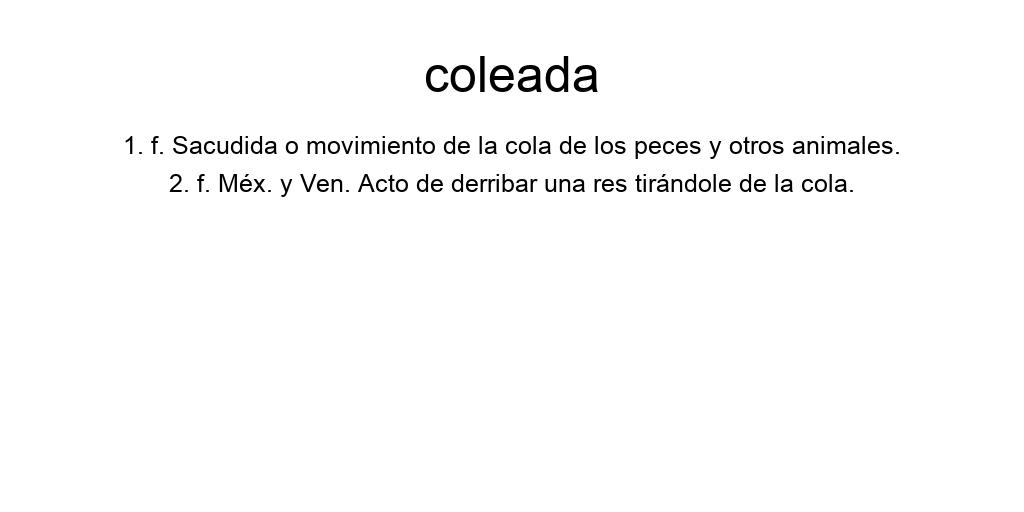 coleada
1. f. Sacudida o movimiento de la cola de los peces y otros animales.
2. f. Méx. y Ven. Acto de derribar una res tirándole de la cola.